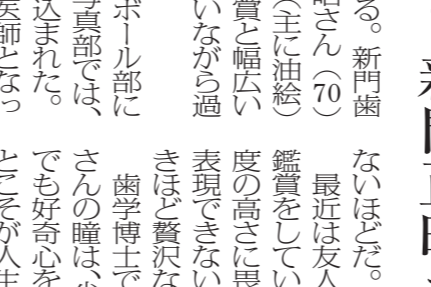 る。新門歯
昭さん（70）
（主に油絵）
賞と幅広い
いながら過
ボール部に
写真部では、
込まれた。
医師となっ
ないほどだ。
最近は友人
鑑賞をしてい
度の高さに畏
表現できない
きほど贅沢な
歯学博士で
さんの瞳は、
でも好奇心を
とこそが人生